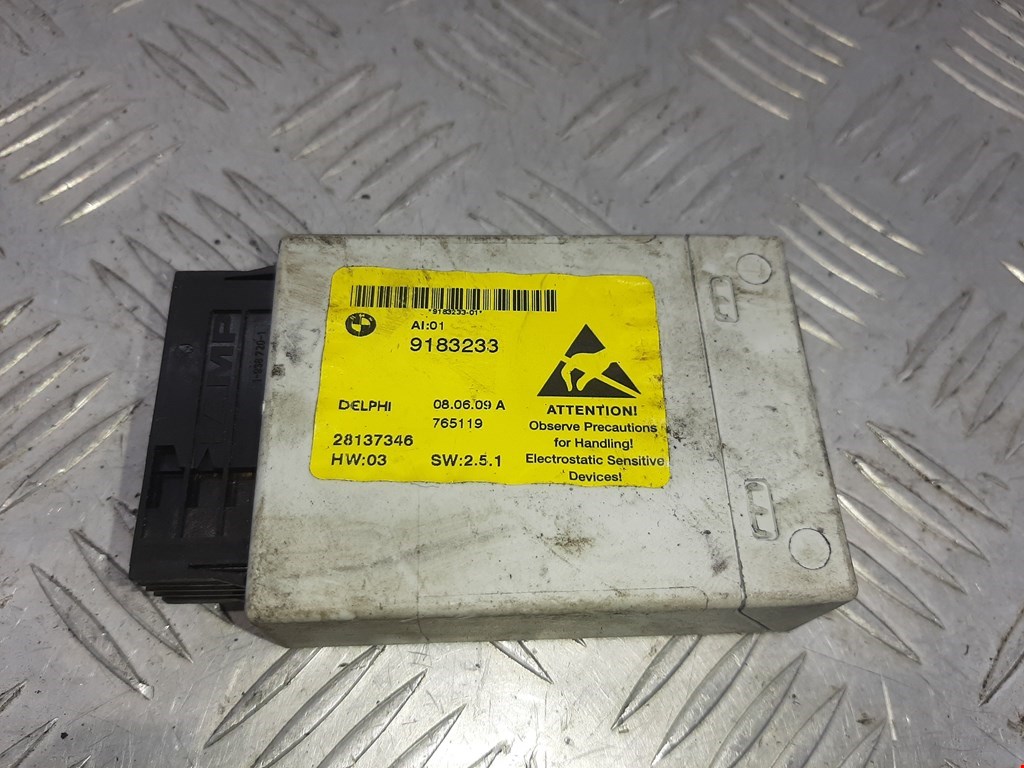 *9183233-01*
AI:01
9183233
DELPHI 08.06.09 A
765119
28137346
HW:03 SW:2.5.1
ATTENTION!
Observe Precautions
for Handling!
Electrostatic Sensitive
Devices!
AMP